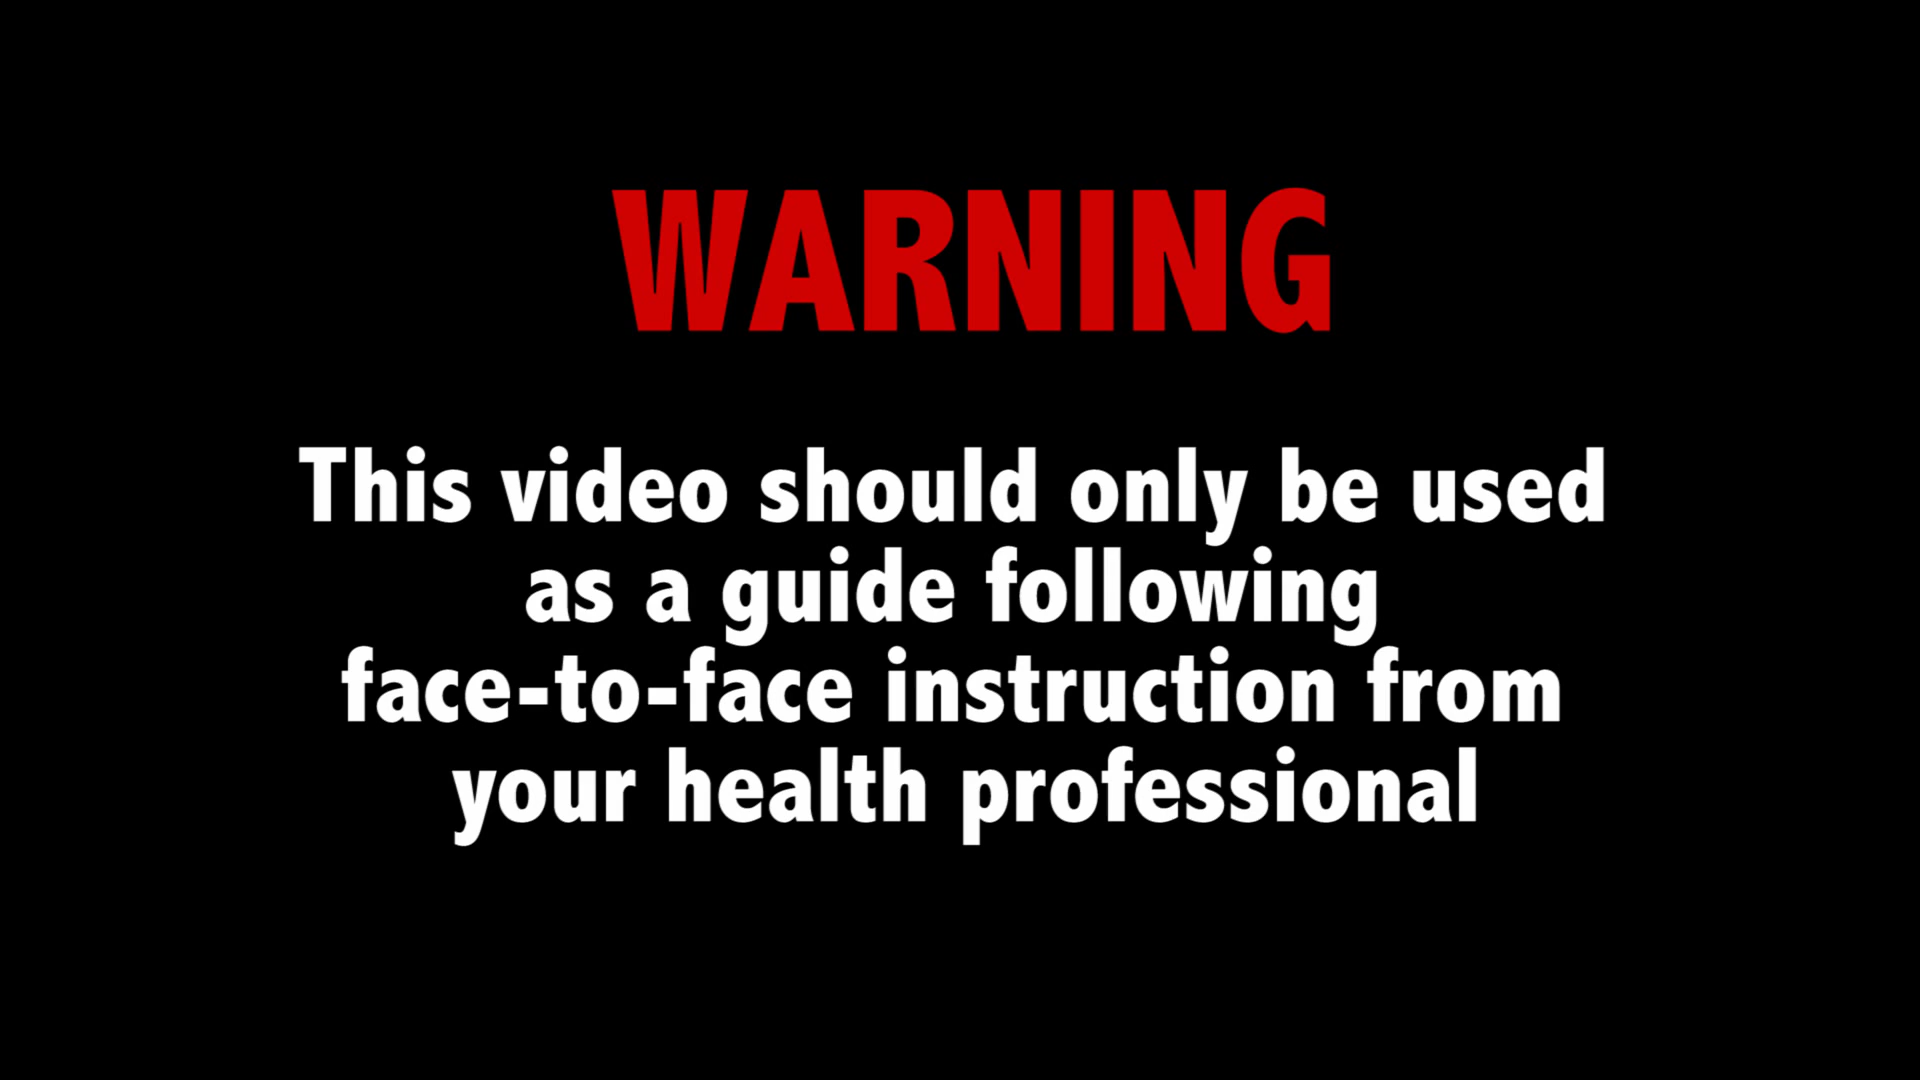 WARNING
This video should only be used
as a guide following
face-to-face instruction from
your health professional